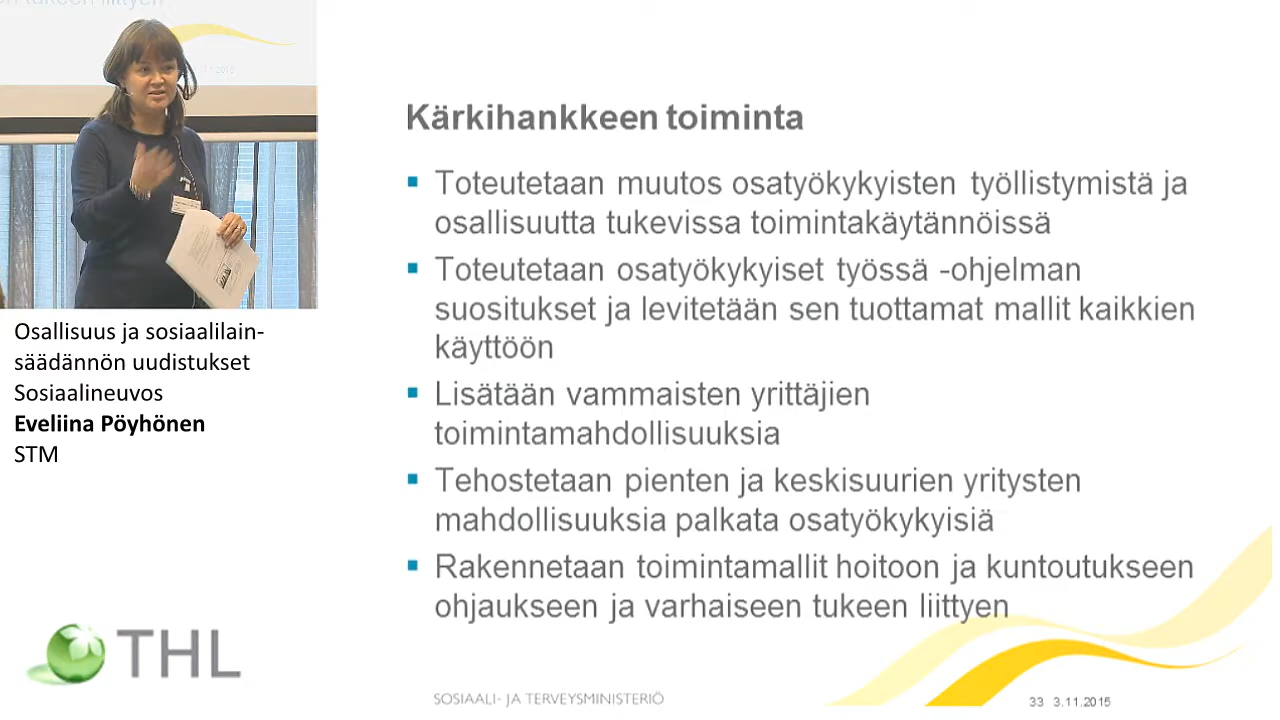 en tukeen liittyen
Osallisuus ja sosiaalilain-
säädännön uudistukset
Sosiaalineuvos
Eveliina Pöyhönen
STM
THL
Kärkihankkeen toiminta
Toteutetaan muutos osatyökykyisten työllistymistä ja
osallisuutta tukevissa toimintakäytännöissä
Toteutetaan osatyökykyiset työssä -ohjelman
suositukset ja levitetään sen tuottamat mallit kaikkien
käyttöön
Lisätään vammaisten yrittäjien
toimintamahdollisuuksia
Tehostetaan pienten ja keskisuurien yritysten
mahdollisuuksia palkata osatyökykyisiä
Rakennetaan toimintamallit hoitoon ja kuntoutukseen
ohjaukseen ja varhaiseen tukeen liittyen
SOSIAALI- JA TERVEYSMINISTERIÖ
33 3.11.2015